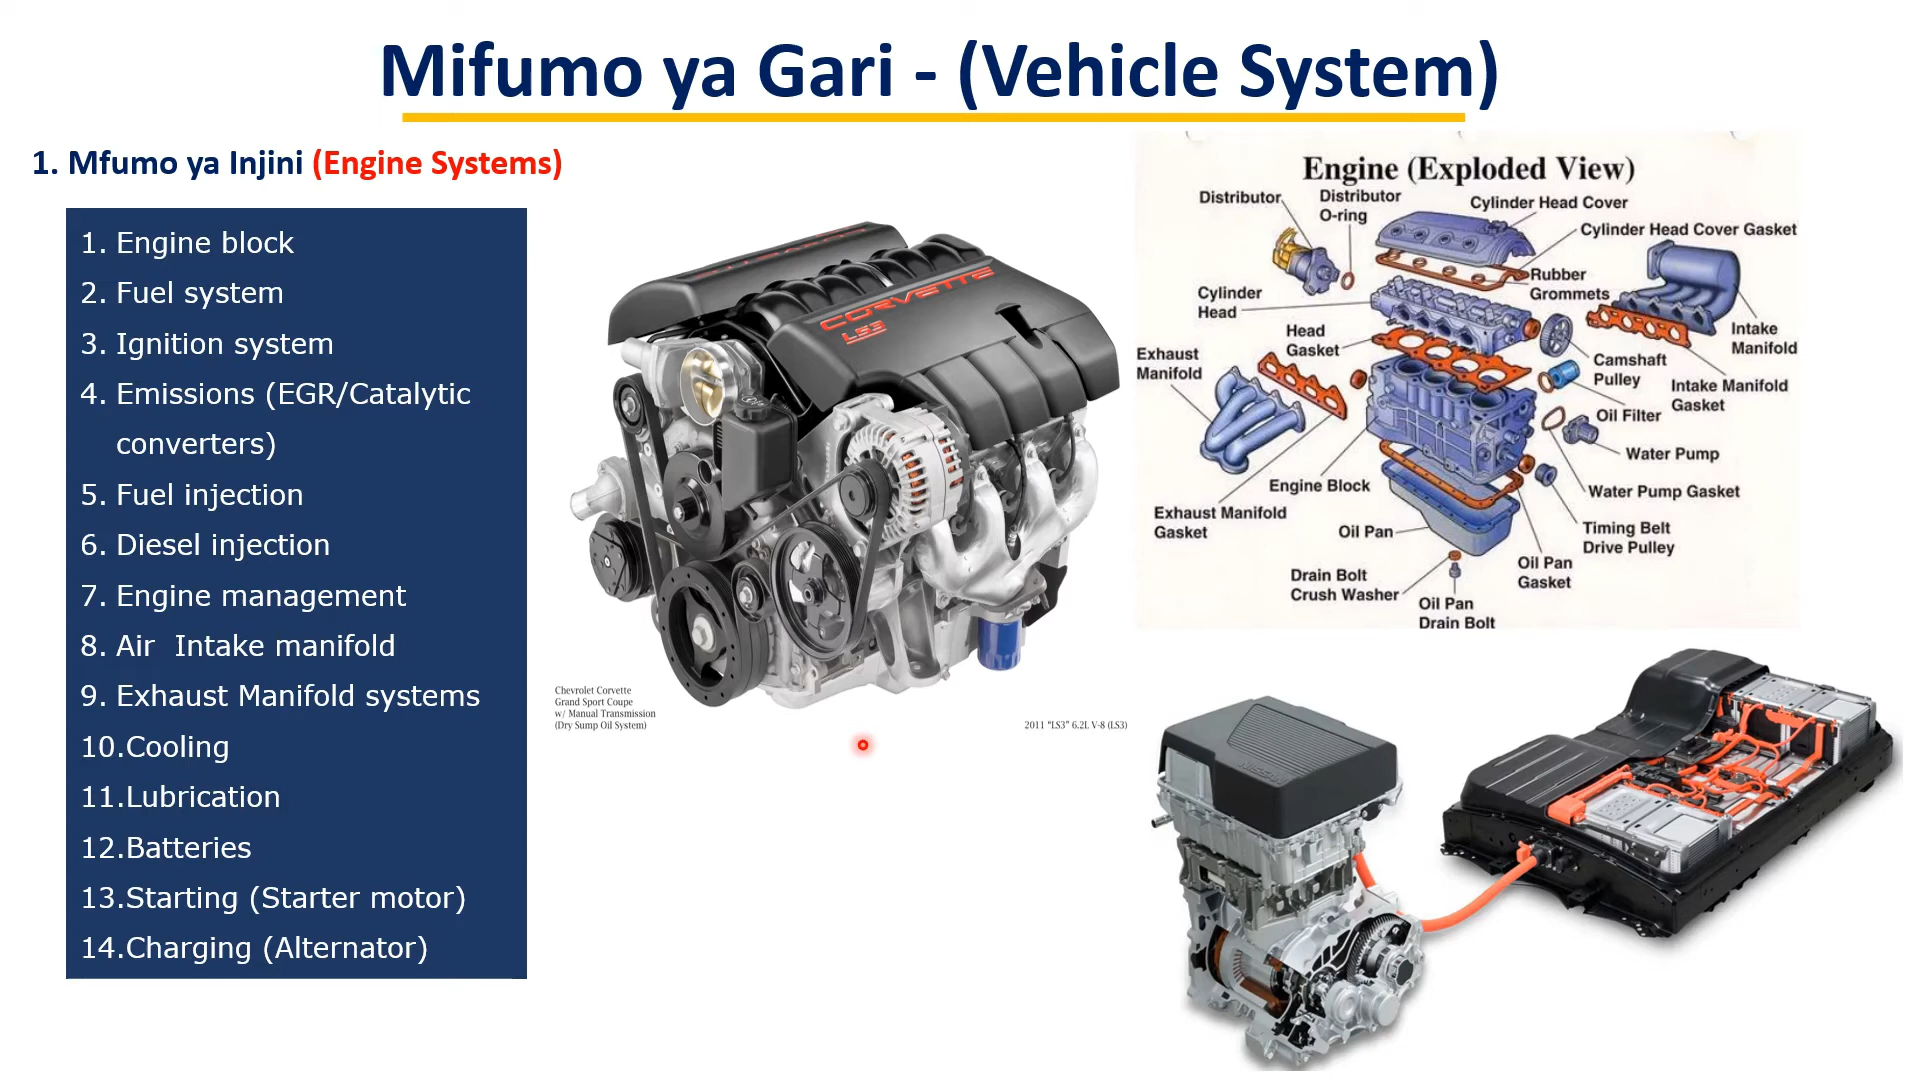 Mifumo ya Gari - (Vehicle System)
1. Mfumo ya Injini (Engine Systems)
1. Engine block
2. Fuel system
3. Ignition system
4. Emissions (EGR/Catalytic
converters)
5. Fuel injection
6. Diesel injection
7. Engine management
8. Air Intake manifold
9. Exhaust Manifold systems
10.Cooling
11.Lubrication
12.Batteries
13.Starting (Starter motor)
14.Charging (Alternator)
CORVETTE
LS3
Chevrolet Corvette
Grand Sport Coupe
w/ Manual Transmission
(Dry Sump Oil System)
2011 "LS3" 6.2L V-8 (LS3)
Engine (Exploded View)
Distributor
Distributor
O-ring
Cylinder Head Cover
Cylinder Head Cover Gasket
Rubber
Grommets
Cylinder
Head
Head
Gasket
Intake
Manifold
Exhaust
Manifold
Camshaft
Pulley
Intake Manifold
Gasket
Oil Filter
Water Pump
Engine Block
Water Pump Gasket
Exhaust Manifold
Gasket
Oil Pan
Timing Belt
Drive Pulley
Oil Pan
Gasket
Drain Bolt
Crush Washer
Oil Pan
Drain Bolt
NISSAN